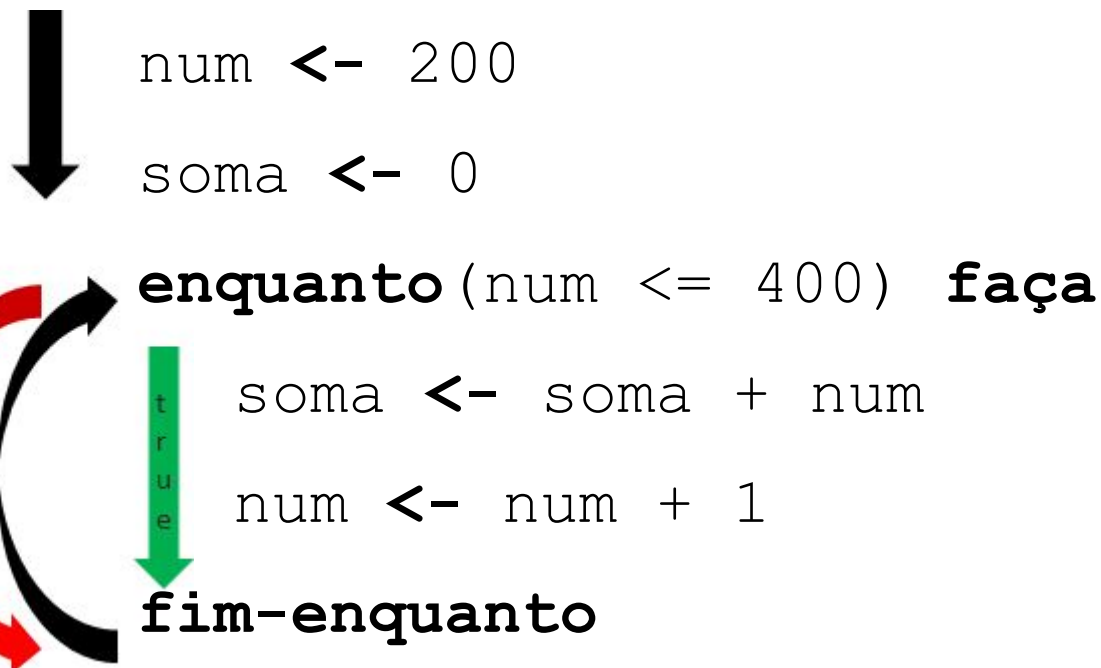 num <- 200
soma <- 0
enquanto(num <= 400) faça
true
soma <- soma + num
num <- num + 1
fim-enquanto